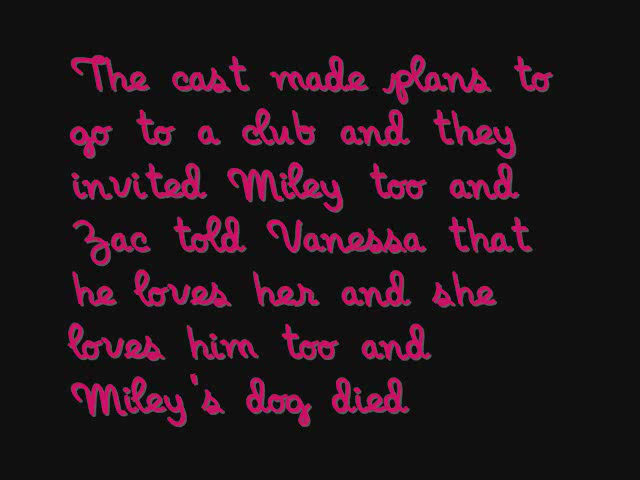 The cast made plans to
go to a club and they
invited Miley too and
Zac told Vanessa that
he loves her and she
loves him too and
Miley's dog died